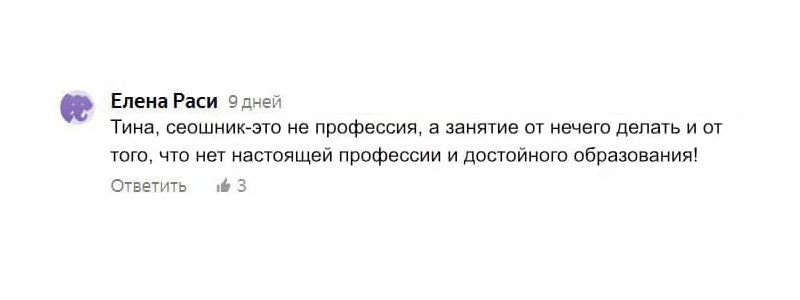 Елена Раси 9 дней
Тина, сеошник-это не профессия, а занятие от нечего делать и от
того, что нет настоящей профессии и достойного образования!
Ответить 3